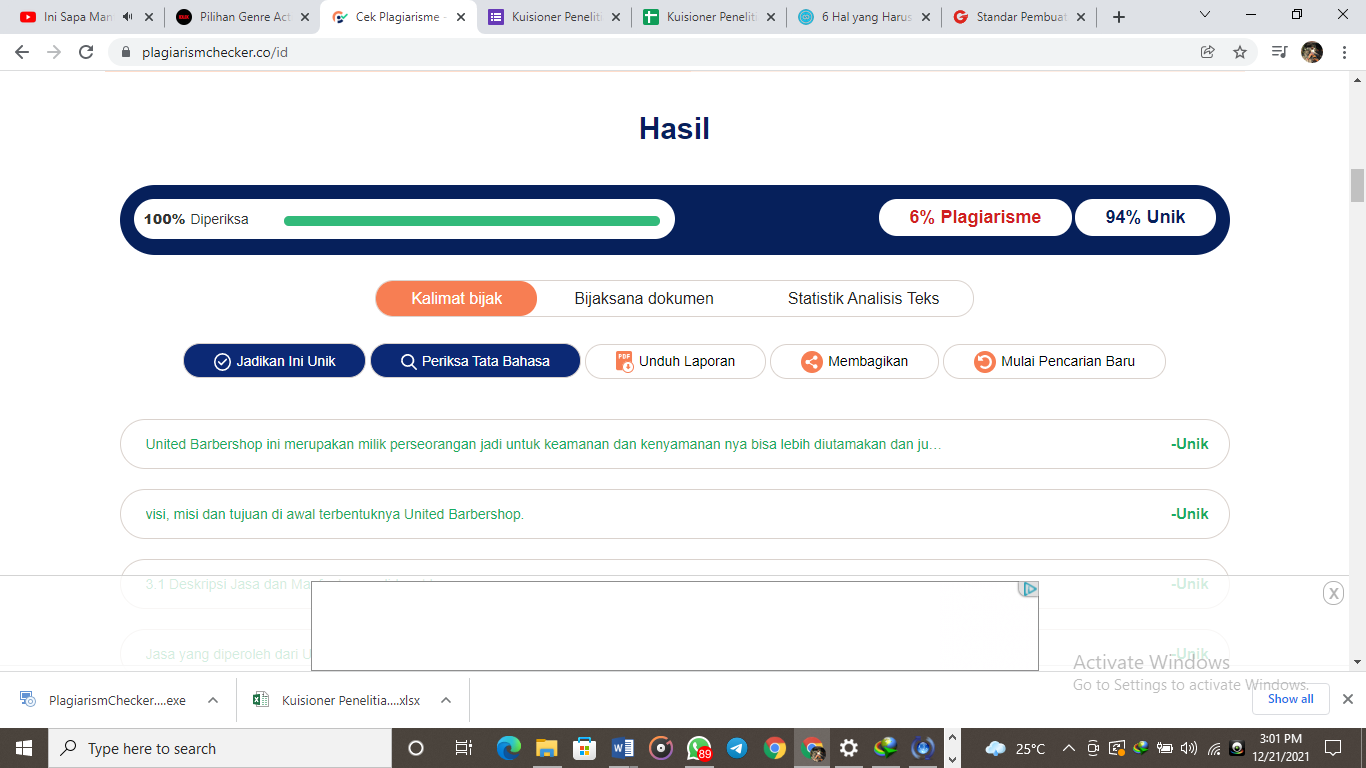 Ini Sapa Man
Pilihan Genre Act
Cek Plagiarisme -
Kuisioner Peneliti
Kuisioner Peneliti
6 Hal yang Harus
Standar Pembuat
plagiarismchecker.co/id
Hasil
100% Diperiksa
6% Plagiarisme
94% Unik
Kalimat bijak
Bijaksana dokumen
Statistik Analisis Teks
Jadikan Ini Unik
Periksa Tata Bahasa
PDF
Unduh Laporan
Membagikan
Mulai Pencarian Baru
United Barbershop ini merupakan milik perseorangan jadi untuk keamanan dan kenyamanan nya bisa lebih diutamakan dan ju...
-Unik
visi, misi dan tujuan di awal terbentuknya United Barbershop.
-Unik
3.1 Deskripsi Jasa dan Ma
-Unik
Jasa yang diperoleh dari U
-Unik
X
Activate Windows
Go to Settings to activate Windows.
PlagiarismChecker....exe
Kuisioner Penelitia....xlsx
Show all
Type here to search
89
25°C
3:01 PM
12/21/2021